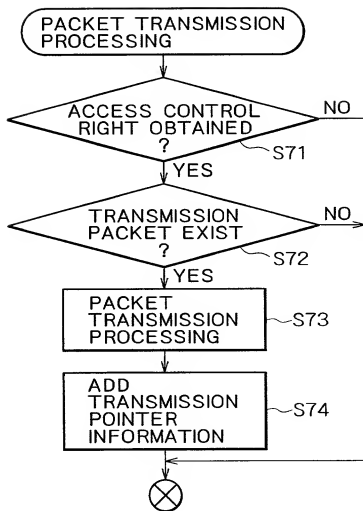 PACKET TRANSMISSION
PROCESSING
ACCESS CONTROL
RIGHT OBTAINED
?
NO
S71
YES
TRANSMISSION
PACKET EXIST
?
NO
S72
YES
PACKET
TRANSMISSION
PROCESSING
S73
ADD
TRANSMISSION
POINTER
INFORMATION
S74